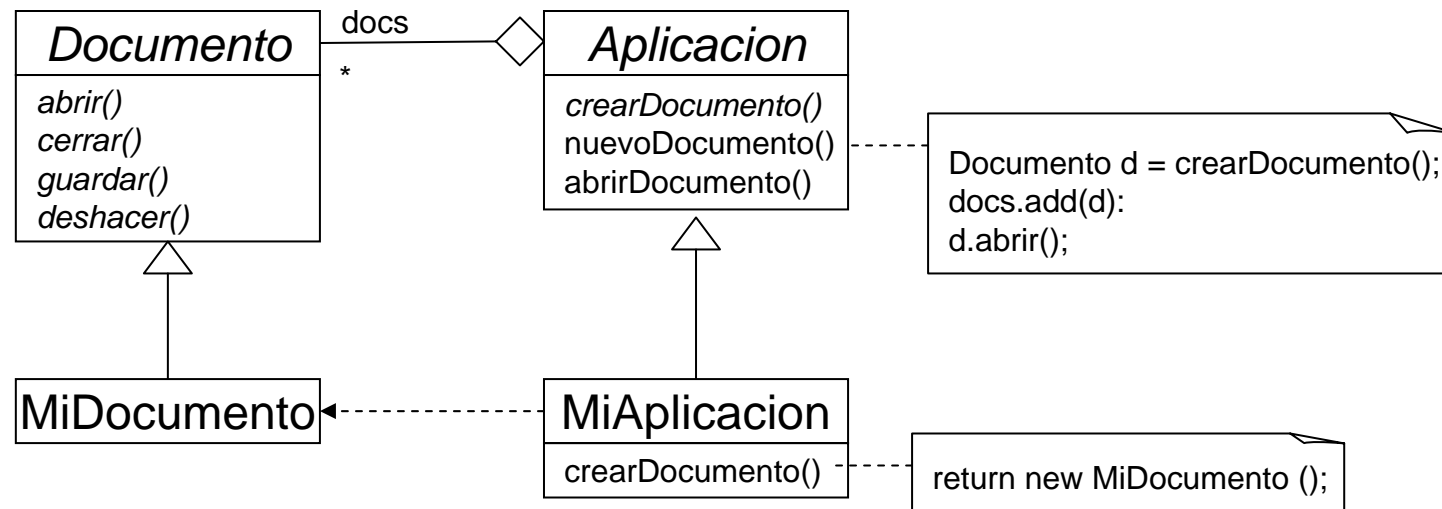 Documento
abrir()
cerrar()
guardar()
deshacer()
docs
*
Aplicacion
crearDocumento()
nuevoDocumento()
abrirDocumento()
Documento d = crearDocumento();
docs.add(d):
d.abrir();
MiDocumento
MiAplicacion
crearDocumento()
return new MiDocumento ();